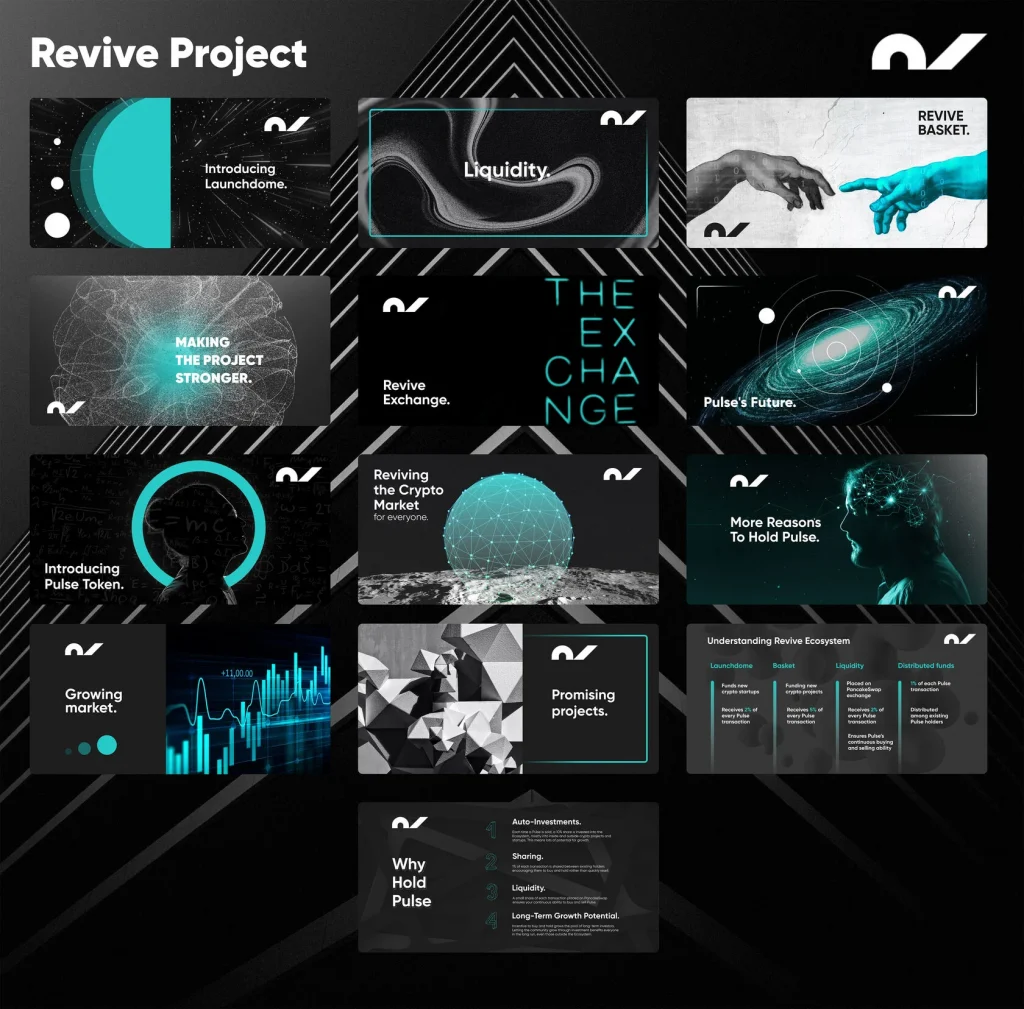 Revive Project
Introducing
Launchdome.
Liquidity.
REVIVE
BASKET.
MAKING
THE PROJECT
STRONGER.
Revive
Exchange.
THE
EX
CHA
NGE
Pulse's Future.
E=mc
Introducing
Pulse Token.
Reviving
the Crypto
Market
for everyone.
More Reasons
To Hold Pulse.
Growing
market.
+11,00.00
Promising
projects.
Understanding Revive Ecosystem
Launchdome
Funds new
crypto startups
Receives 2% of
every Pulse
transaction
Basket
Funding new
crypto projects
Receives 5% of
every Pulse
transaction
Liquidity
Placed on
PancakeSwap
exchange
Receives 2% of
every Pulse
transaction
Ensures Pulse's
continuous buying
and selling ability
Distributed funds
1% of each Pulse
transaction
Distributed
among existing
Pulse holders
Why
Hold
Pulse
1
Auto-Investments.
2
Sharing.
3
Liquidity.
4
Long-Term Growth Potential.